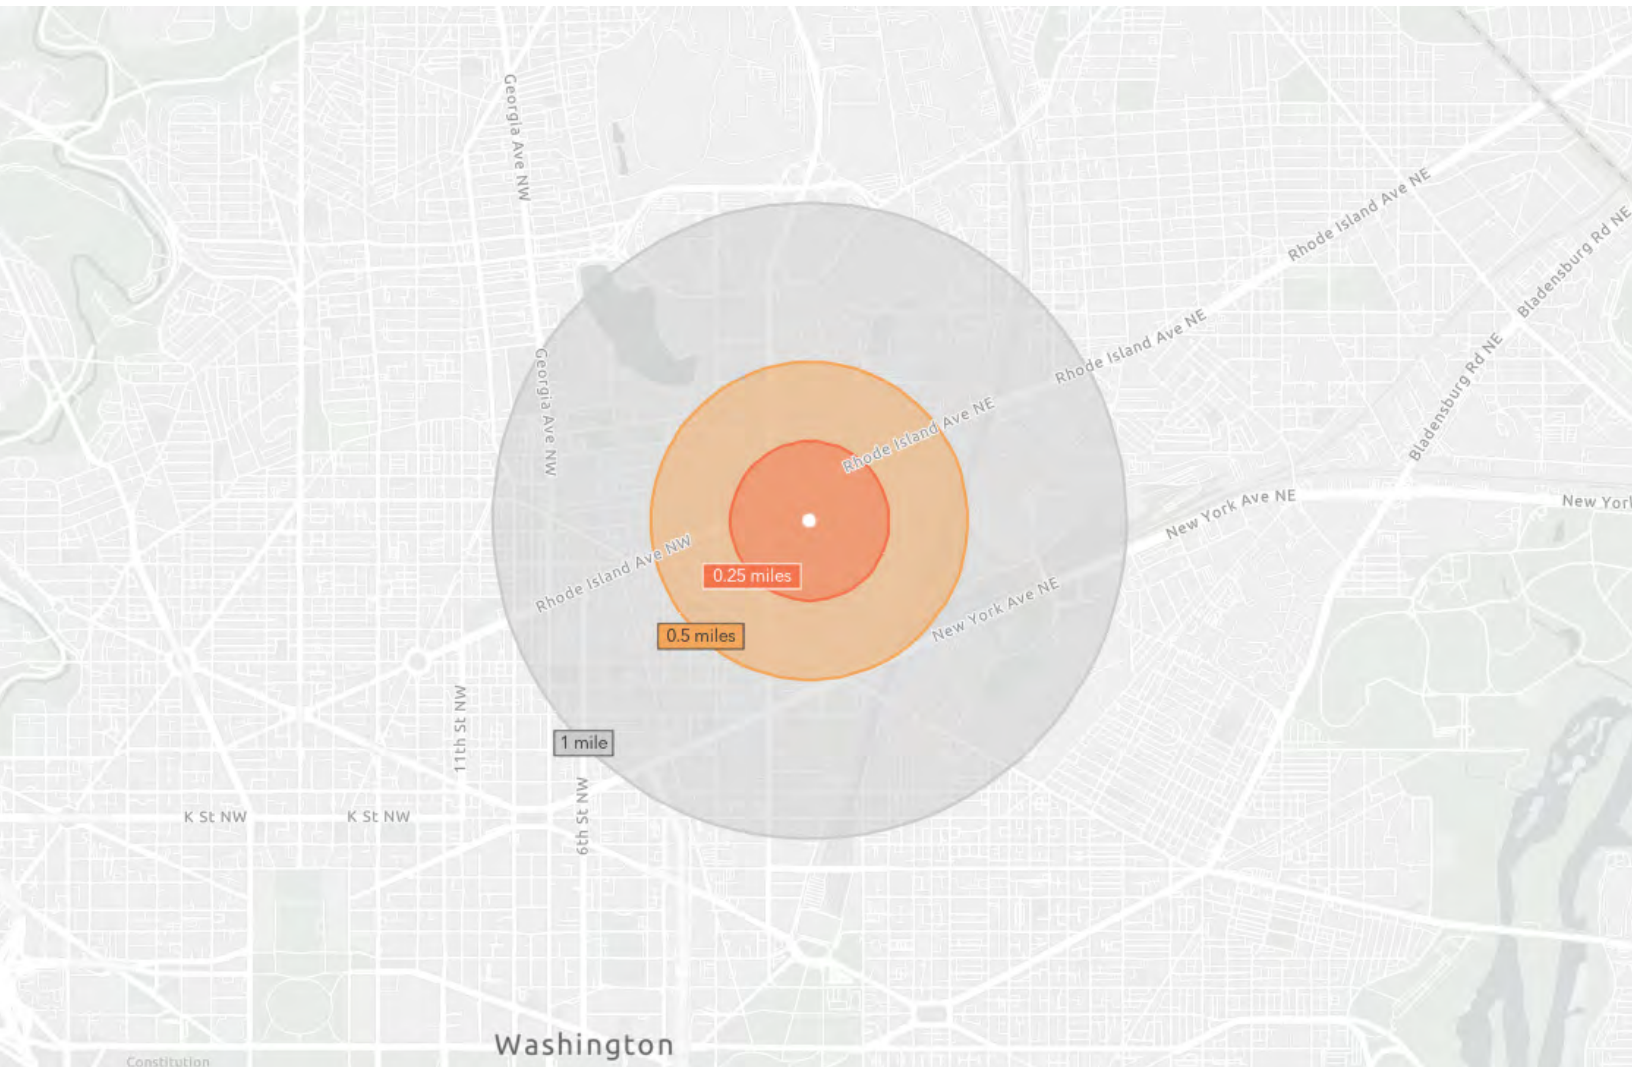 Georgia Ave NW
Rhode Island Ave NE
Bladensburg Rd NE
Rhode Island Ave NE
Georgia Ave NW
Bladensburg Rd NE
Rhode Island Ave NE
New York Ave NE
New Yor
Rhode Island Ave NW
0.25 miles
New York Ave NE
0.5 miles
11th St NW
1 mile
6th St NW
K St NW
K St NW
Washington
Constitution